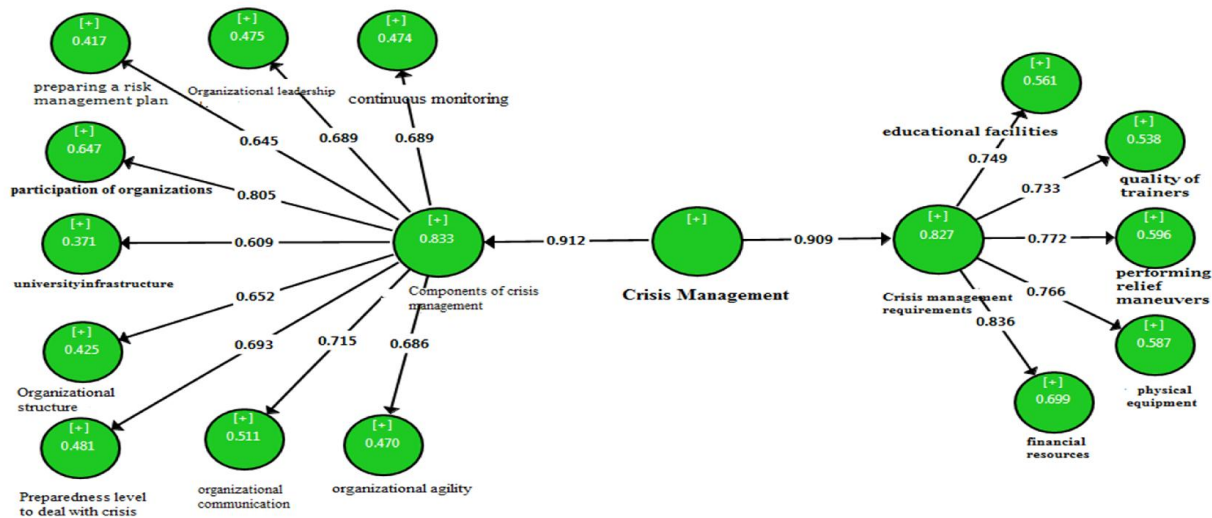 [+]
0.417
preparing a risk
management plan
[+]
0.475
Organizational leadership
[+]
0.474
continuous monitoring
0.645
0.689
0.689
[+]
0.647
participation of organizations
0.805
[+]
0.371
universityinfrastructure
0.609
[+]
0.425
Organizational
structure
0.652
[+]
0.481
Preparedness level
to deal with crisis
0.693
[+]
0.511
organizational
communication
0.715
[+]
0.470
organizational agility
0.686
[+]
0.833
Components of crisis
management
0.912
[+]
Crisis Management
0.909
[+]
0.827
Crisis management
requirements
[+]
0.561
educational facilities
0.749
[+]
0.538
quality of
trainers
0.733
[+]
0.596
performing
relief
maneuvers
0.772
[+]
0.587
physical
equipment
0.766
[+]
0.699
financial
resources
0.836